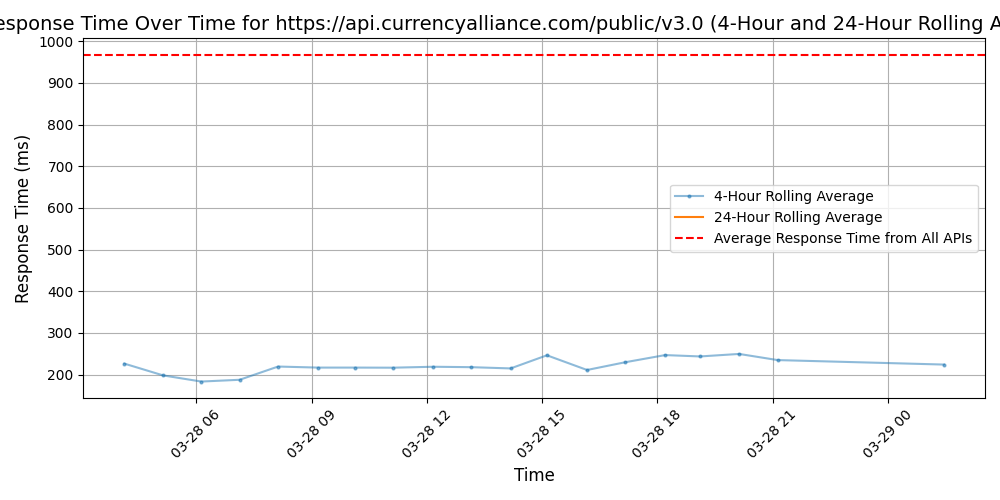 esponse Time Over Time for https://api.currencyalliance.com/public/v3.0 (4-Hour and 24-Hour Rolling A
1000
900
800
700
600
500
400
300
200
Response Time (ms)
4-Hour Rolling Average
24-Hour Rolling Average
Average Response Time from All APIs
03-28 06
03-28 09
03-28 12
03-28 15
03-28 18
03-28 21
03-29 00
Time